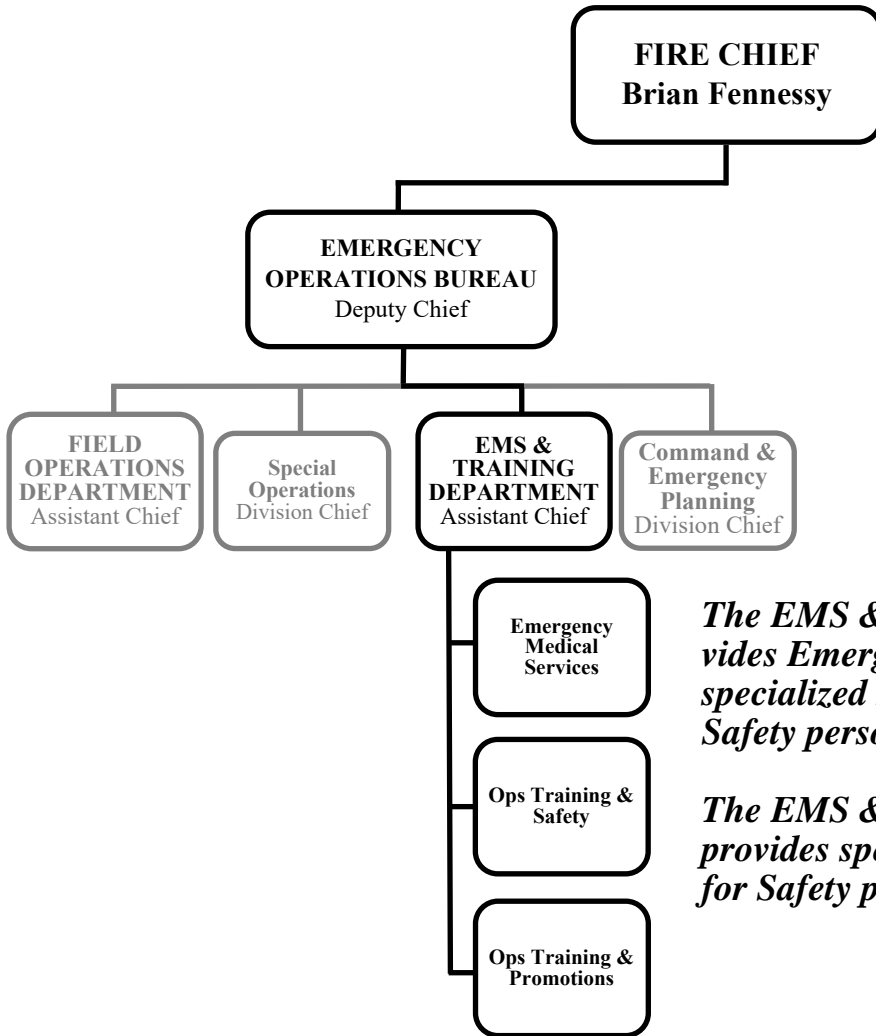 FIRE CHIEF
Brian Fennessy
EMERGENCY
OPERATIONS BUREAU
Deputy Chief
FIELD
OPERATIONS
DEPARTMENT
Assistant Chief
Special
Operations
Division Chief
EMS &
TRAINING
DEPARTMENT
Assistant Chief
Command &
Emergency
Planning
Division Chief
Emergency
Medical
Services
Ops Training &
Safety
Ops Training &
Promotions
The EMS &
vides Emerg
specialized
Safety perso
The EMS &
provides spe
for Safety p